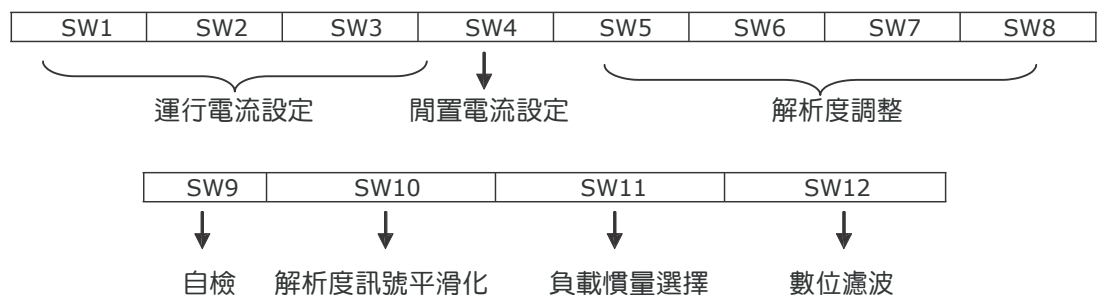 SW1 SW2 SW3 SW4 SW5 SW6 SW7 SW8
運行電流設定 閒置電流設定 解析度調整
SW9 SW10 SW11 SW12
自檢 解析度訊號平滑化 負載慣量選擇 數位濾波